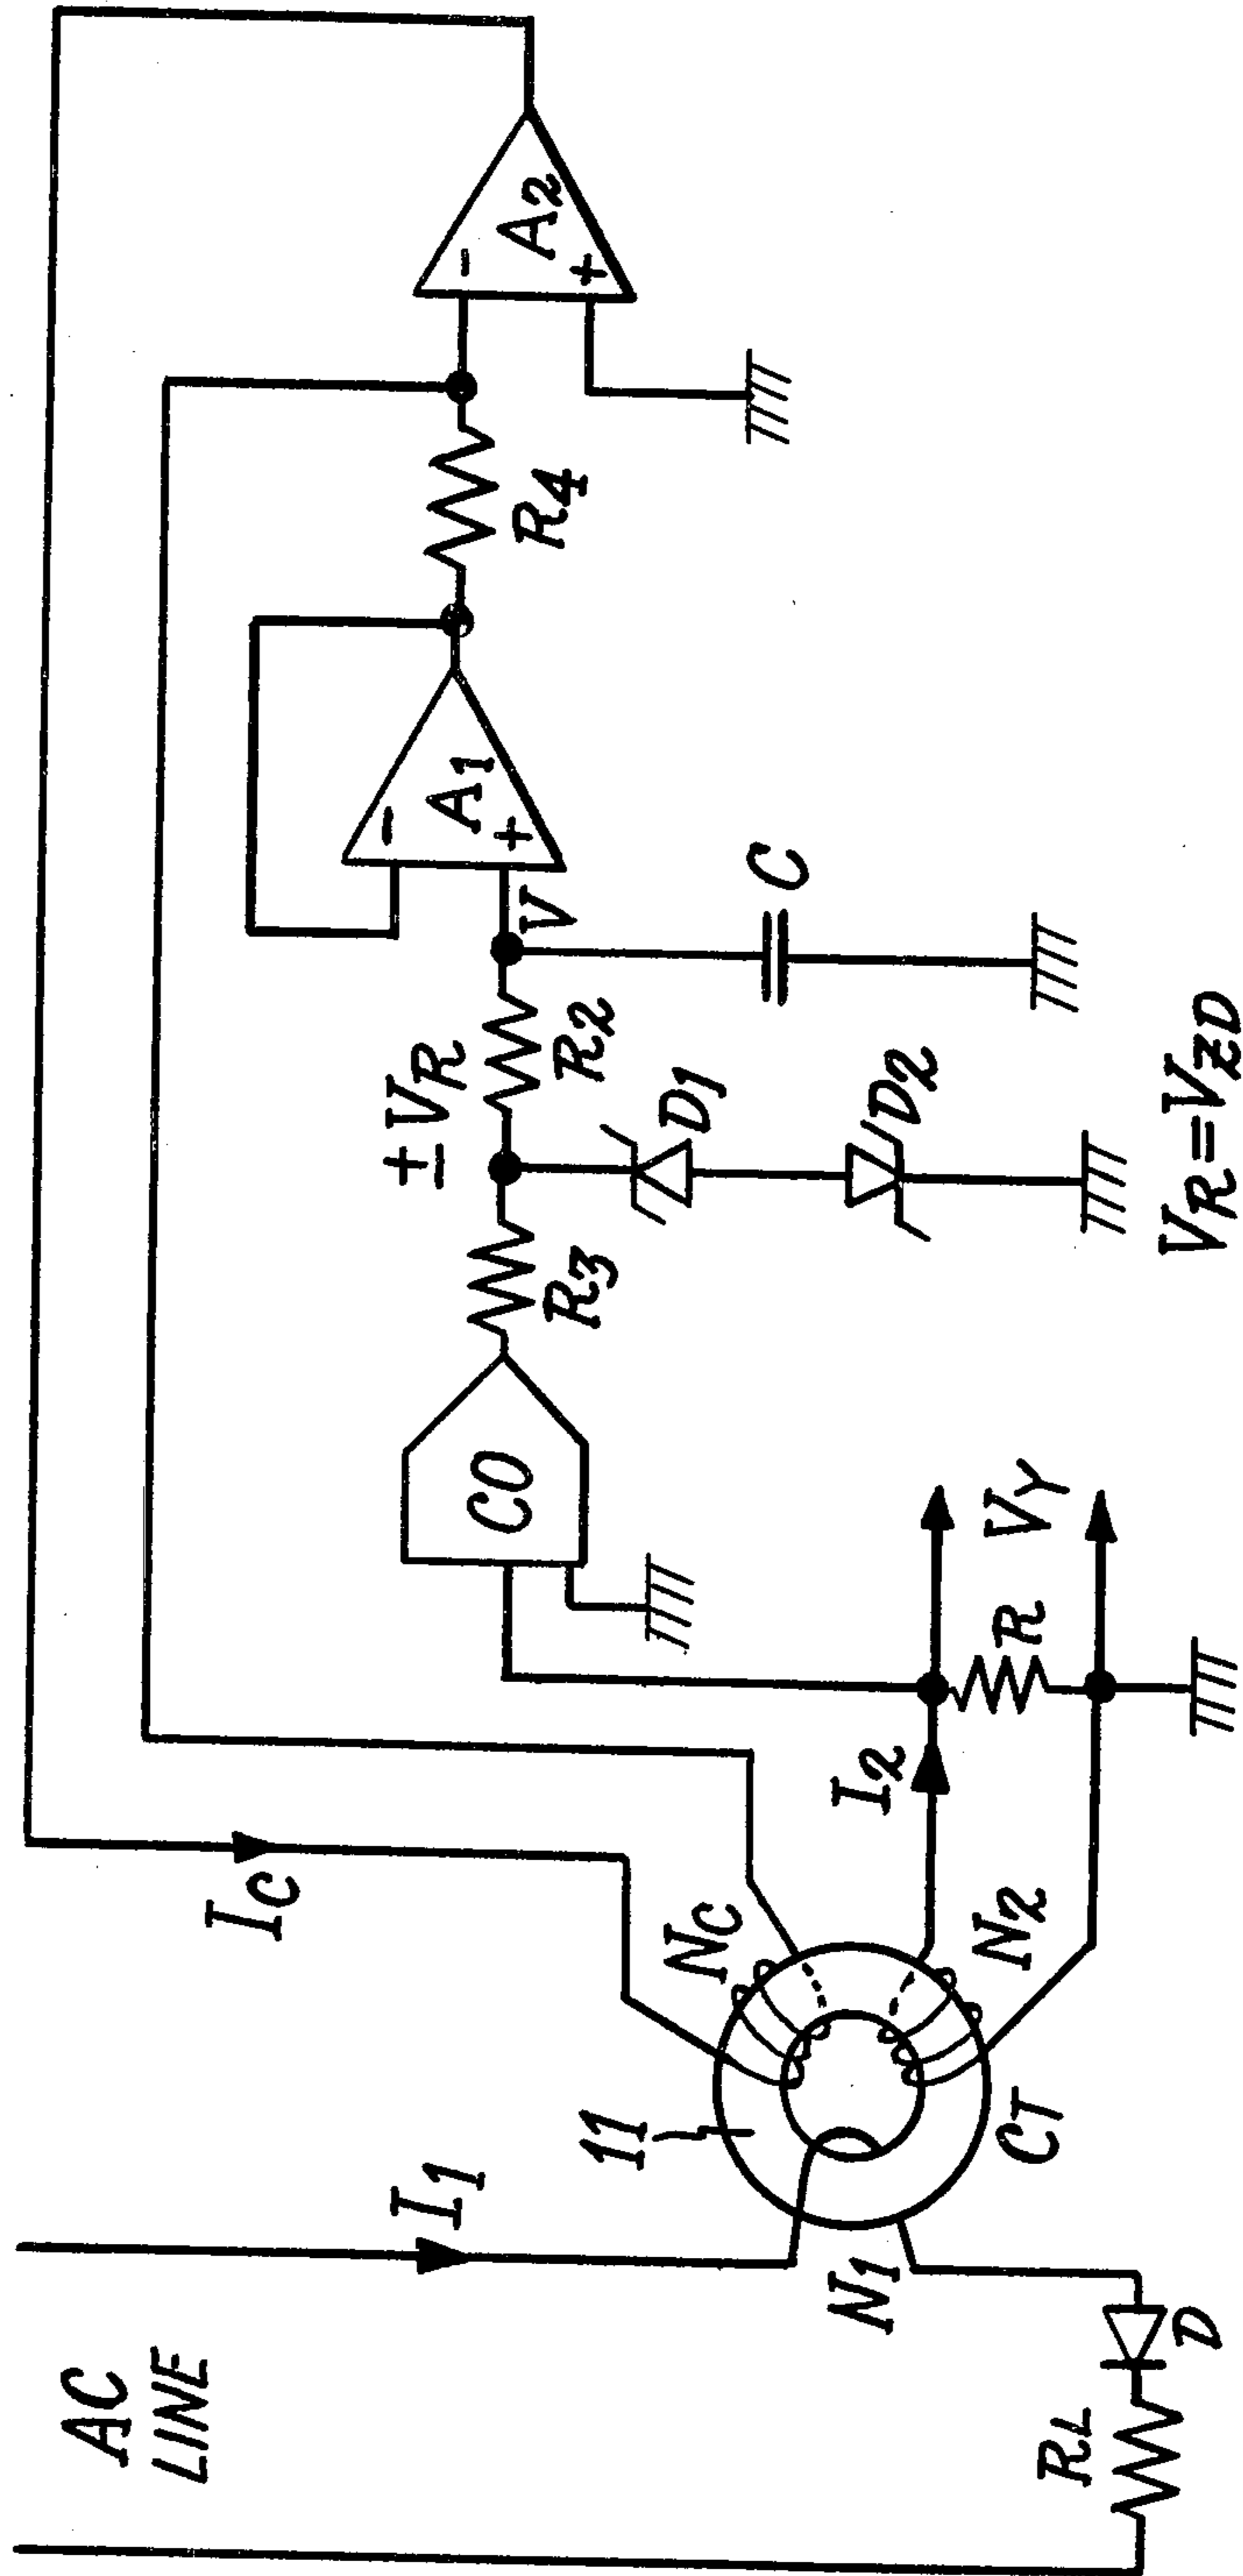 AC
LINE
I1
IC
11
NC
N1
N2
CT
I2
R
VY
RL
D
CO
R3
±VR
R2
V
D1
D2
C
VR=VZD
-
A1
+
R4
-
A2
+